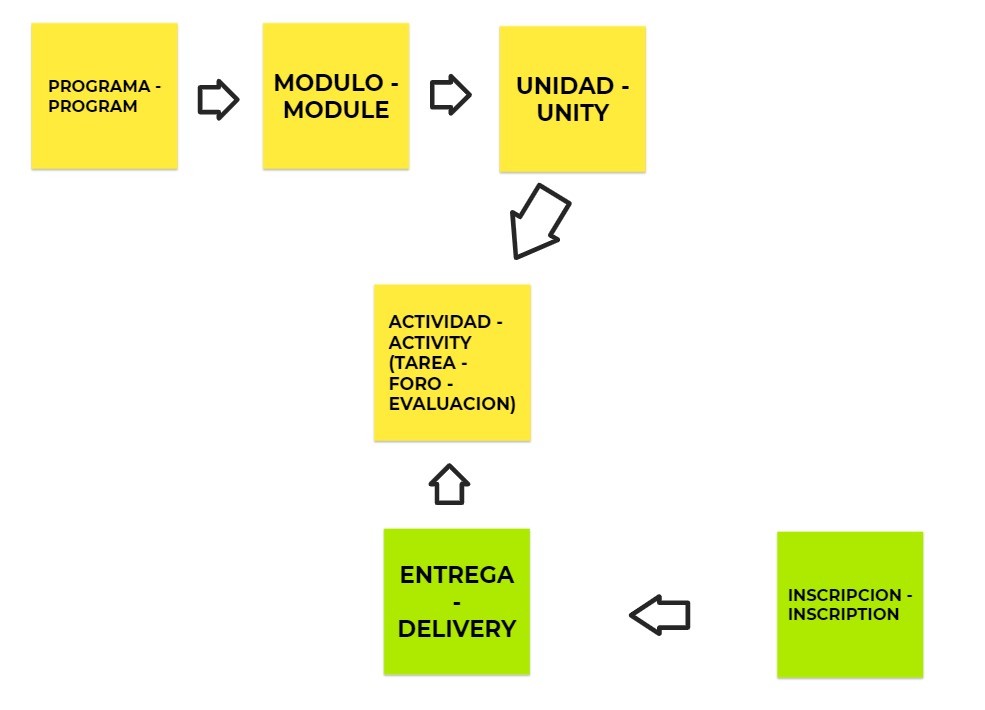 PROGRAMA -
PROGRAM
MODULO -
MODULE
UNIDAD -
UNITY
ACTIVIDAD -
ACTIVITY
(TAREA -
FORO -
EVALUACION)
ENTREGA
-
DELIVERY
INSCRIPCION -
INSCRIPTION